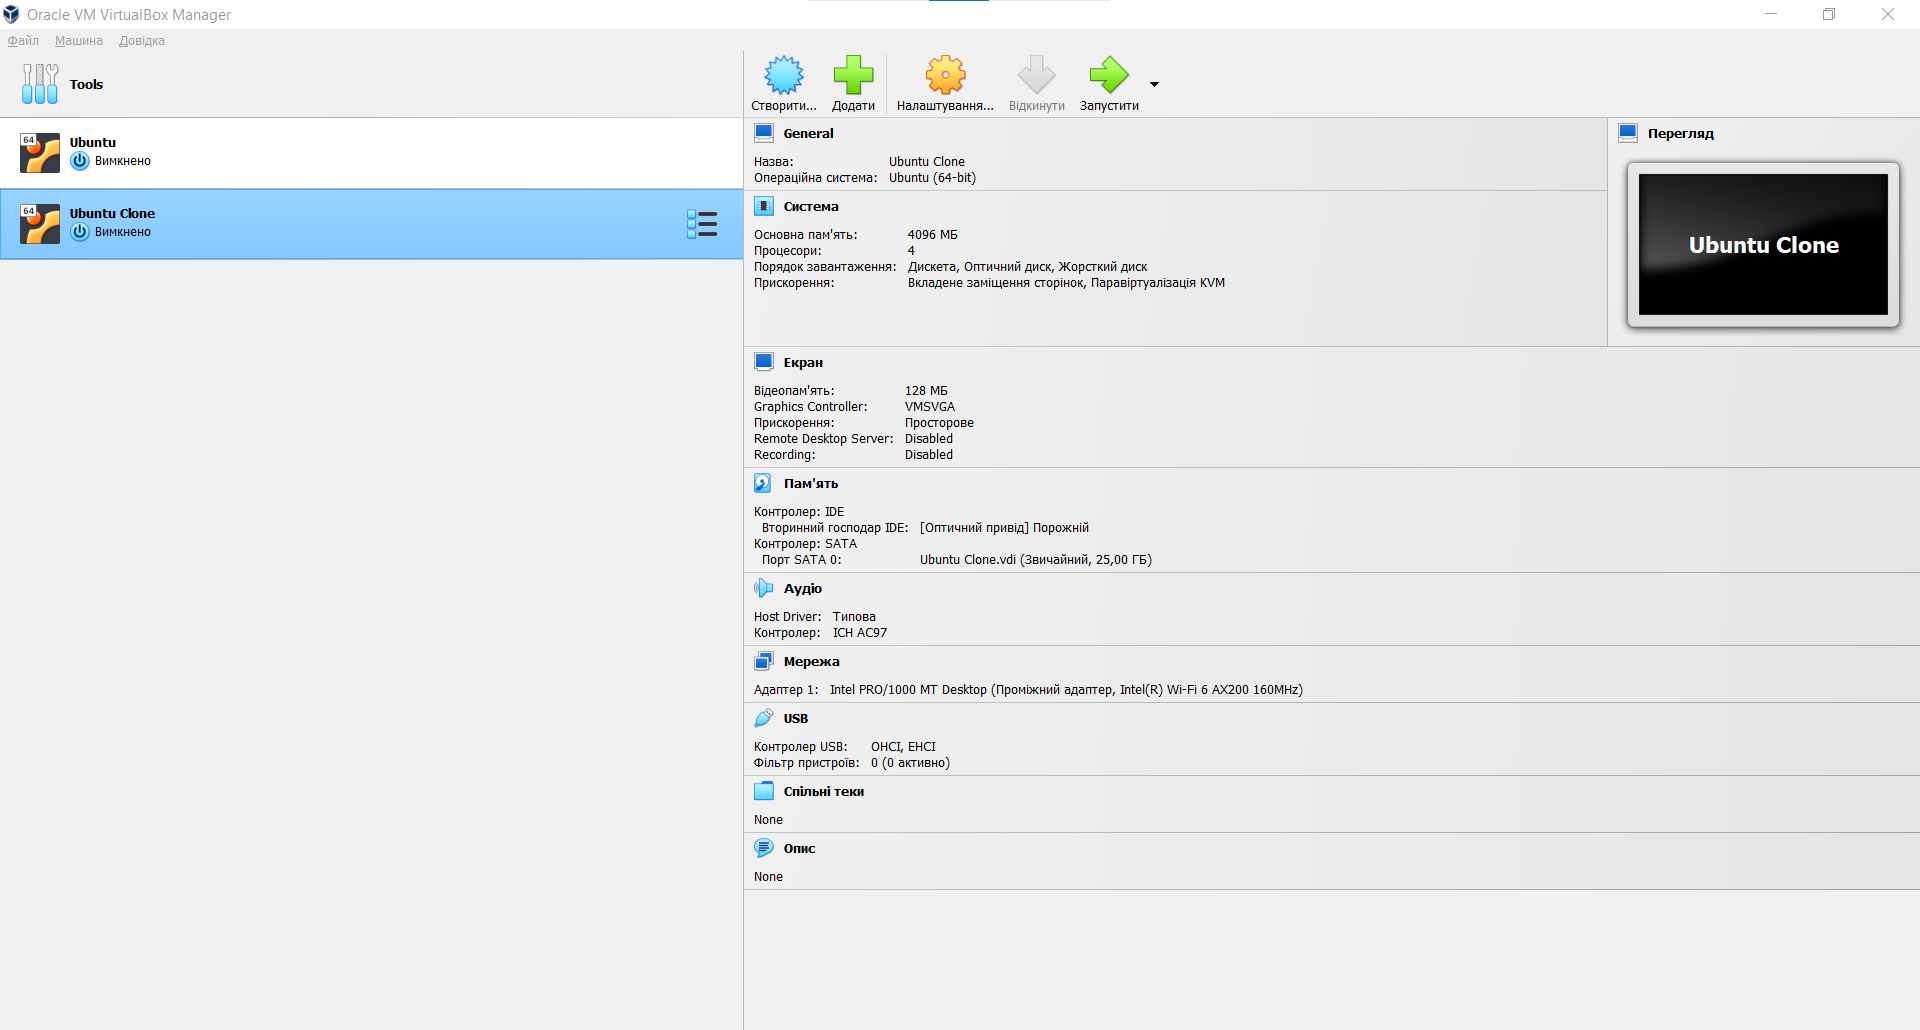 Oracle VM VirtualBox Manager
Файл Машина Довідка
Tools
Створити... Додати Налаштування... Відкинути Запустити
64 Ubuntu
Вимкнено
64 Ubuntu Clone
Вимкнено
General
Назва: Ubuntu Clone
Операційна система: Ubuntu (64-bit)
Система
Основна пам'ять: 4096 МБ
Процесори: 4
Порядок завантаження: Дискета, Оптичний диск, Жорсткий диск
Прискорення: Вкладене заміщення сторінок, Паравіртуалізація KVM
Перегляд
Ubuntu Clone
Екран
Відеопам'ять: 128 МБ
Graphics Controller: VMSVGA
Прискорення: Просторове
Remote Desktop Server: Disabled
Recording: Disabled
Пам'ять
Контролер: IDE
Вторинний господар IDE: [Оптичний привід] Порожній
Контролер: SATA
Порт SATA 0: Ubuntu Clone.vdi (Звичайний, 25,00 ГБ)
Аудіо
Host Driver: Типова
Контролер: ICH AC97
Мережа
Адаптер 1: Intel PRO/1000 MT Desktop (Проміжний адаптер, Intel(R) Wi-Fi 6 AX200 160MHz)
USB
Контролер USB: OHCI, EHCI
Фільтр пристроїв: 0 (0 активно)
Спільні теки
None
Опис
None